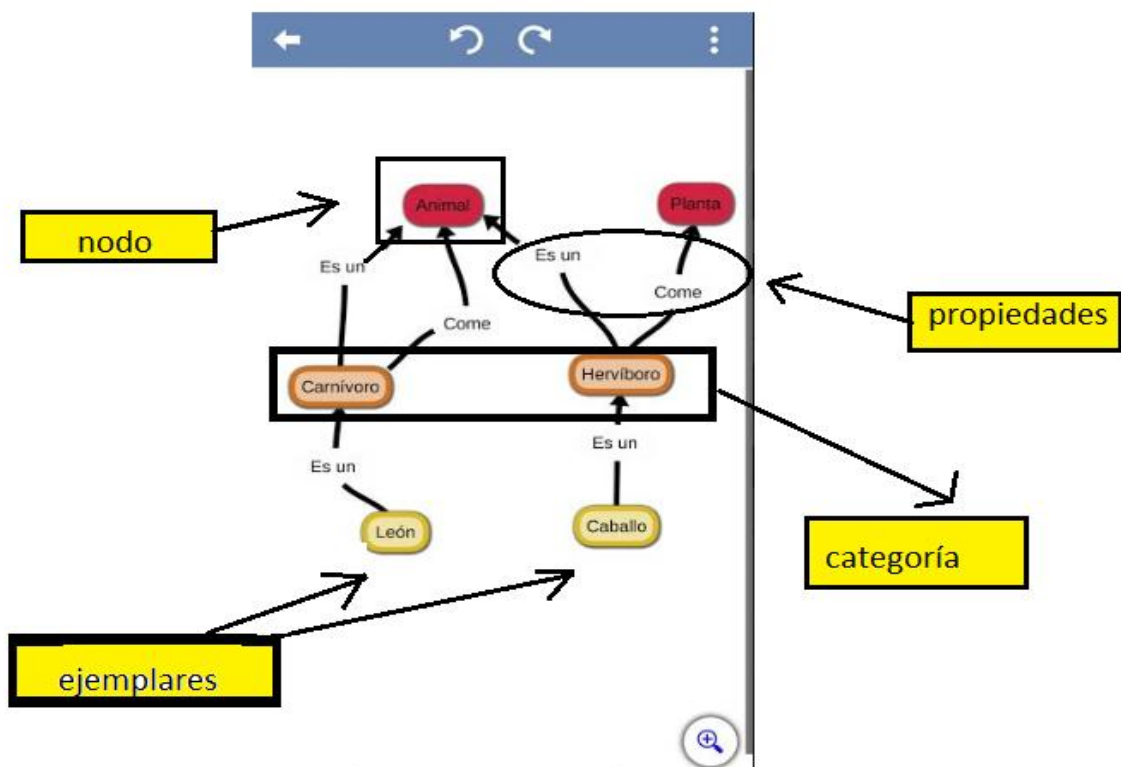 Animal
Planta
nodo
Es un
Es un
Come
propiedades
Come
Carnívoro
Hervíboro
Es un
Es un
León
Caballo
categoría
ejemplares